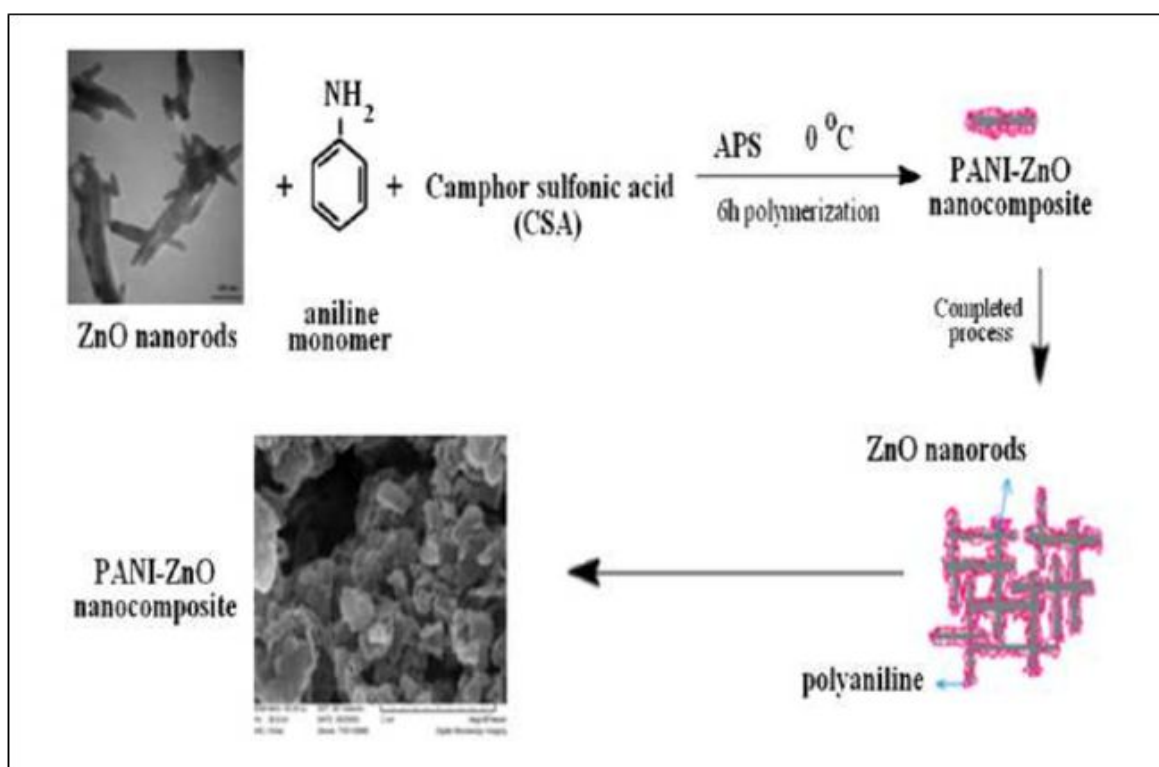 NH2
+
+
Camphor sulfonic acid
(CSA)
APS 0 °C
6h polymerization
PANI-ZnO
nanocomposite
ZnO nanorods
aniline
monomer
Completed
process
ZnO nanorods
polyaniline
PANI-ZnO
nanocomposite